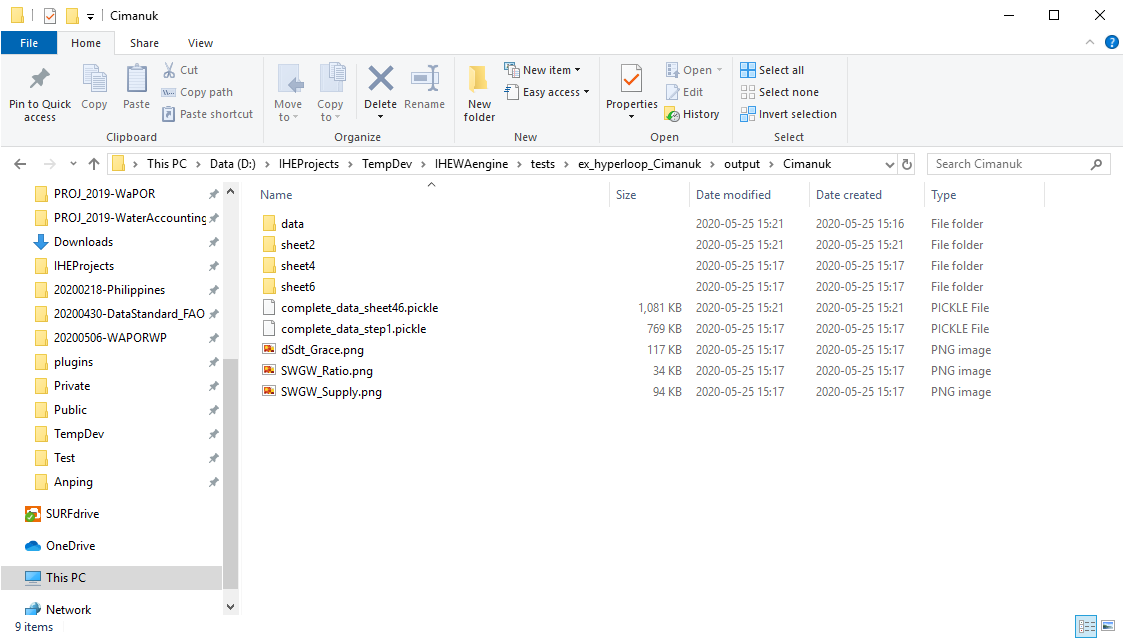 Cimanuk
File Home Share View
Pin to Quick access
Copy
Paste
Cut
Copy path
Paste shortcut
Clipboard
Move to
Copy to
Delete
Rename
Organize
New folder
New item
Easy access
New
Properties
Open
Edit
History
Open
Select all
Select none
Invert selection
Select
This PC > Data (D:) > IHEProjects > TempDev > IHEWAengine > tests > ex_hyperloop_Cimanuk > output > Cimanuk
Search Cimanuk
PROJ_2019-WaPOR
PROJ_2019-WaterAccounting
Downloads
IHEProjects
20200218-Philippines
20200430-DataStandard_FAO
20200506-WAPORWP
plugins
Private
Public
TempDev
Test
Anping
SURFdrive
OneDrive
This PC
Network
Name Size Date modified Date created Type
data 2020-05-25 15:21 2020-05-25 15:16 File folder
sheet2 2020-05-25 15:21 2020-05-25 15:21 File folder
sheet4 2020-05-25 15:17 2020-05-25 15:17 File folder
sheet6 2020-05-25 15:17 2020-05-25 15:17 File folder
complete_data_sheet46.pickle 1,081 KB 2020-05-25 15:21 2020-05-25 15:21 PICKLE File
complete_data_step1.pickle 769 KB 2020-05-25 15:17 2020-05-25 15:17 PICKLE File
dSdt_Grace.png 117 KB 2020-05-25 15:17 2020-05-25 15:17 PNG image
SWGW_Ratio.png 34 KB 2020-05-25 15:17 2020-05-25 15:17 PNG image
SWGW_Supply.png 94 KB 2020-05-25 15:17 2020-05-25 15:17 PNG image
9 items